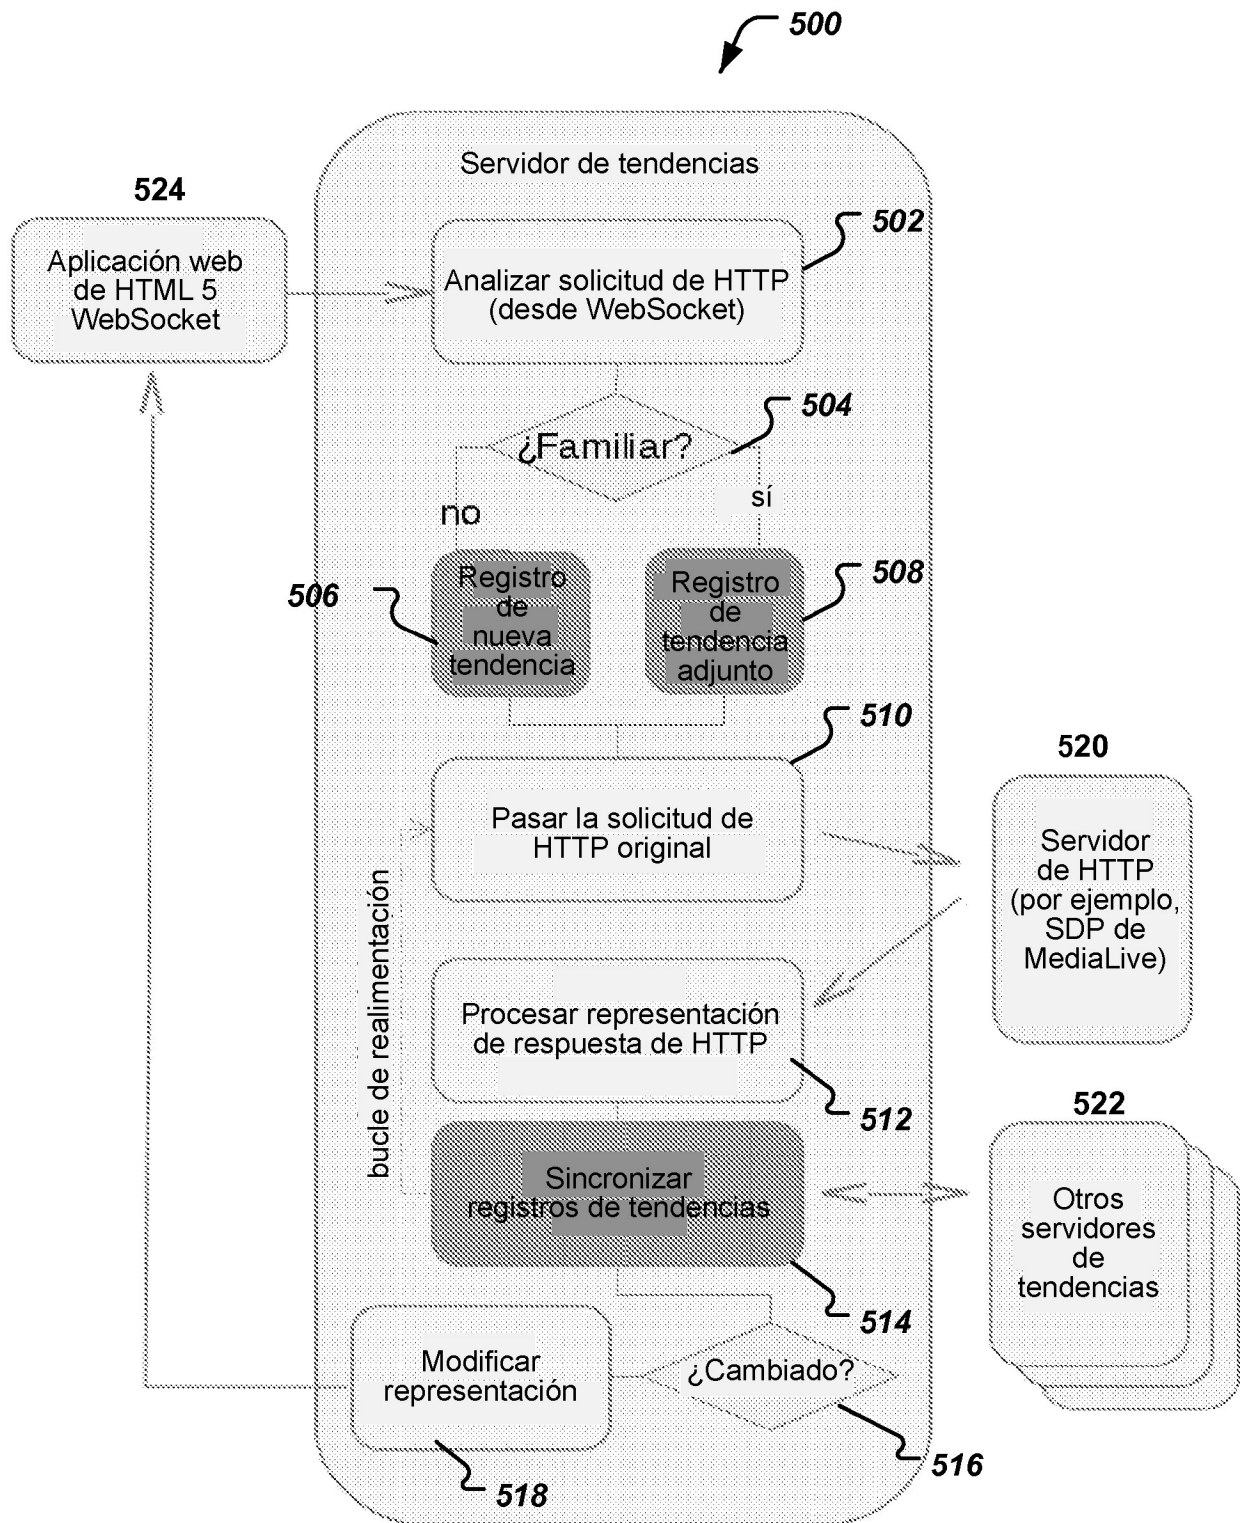 500
Servidor de tendencias
524
Aplicación web
de HTML 5
WebSocket
502
Analizar solicitud de HTTP
(desde WebSocket)
504
¿Familiar?
no
sí
506
Registro
de
nueva
tendencia
508
Registro
de
tendencia
adjunto
510
Pasar la solicitud de
HTTP original
520
Servidor
de HTTP
(por ejemplo,
SDP de
MediaLive)
bucle de realimentación
Procesar representación
de respuesta de HTTP
512
522
Otros
servidores
de
tendencias
Sincronizar
registros de tendencias
514
¿Cambiado?
516
Modificar
representación
518